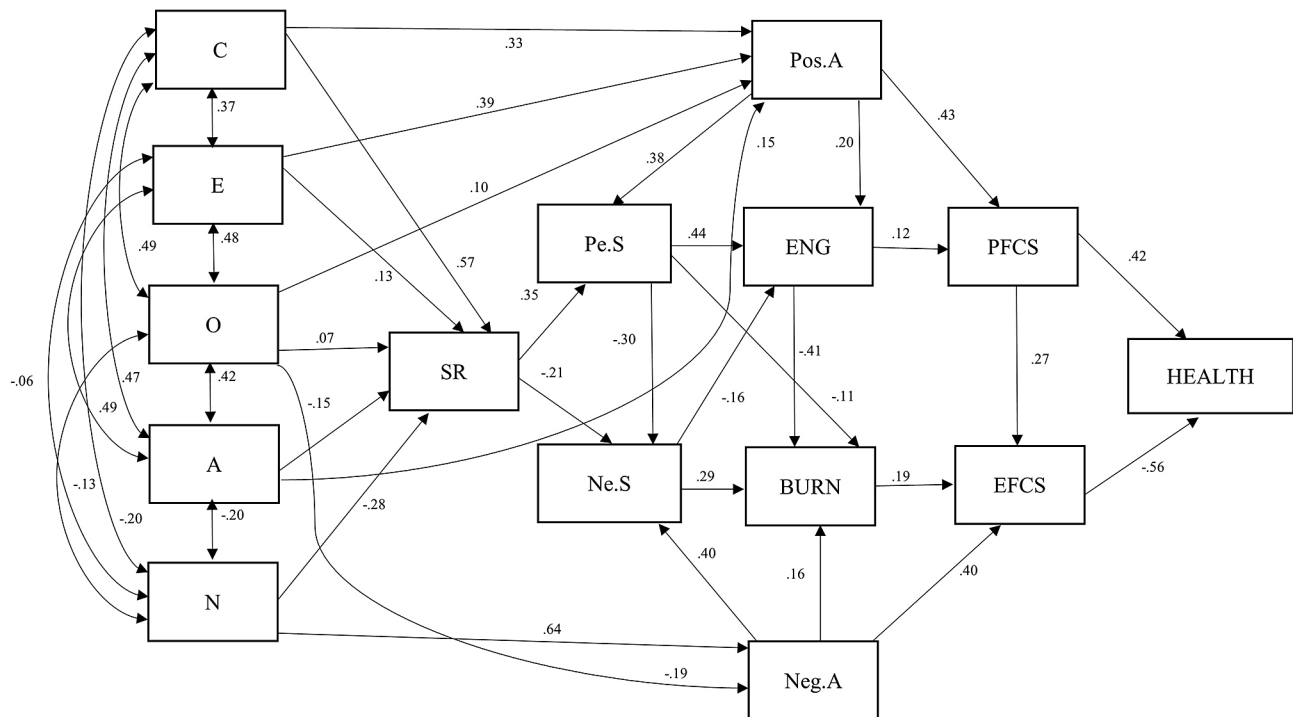 C
.33
Pos.A
.37
.39
.15
.20
.43
E
.38
.10
.49
.48
Pe.S
.44
ENG
.12
PFCS
.42
.57
.13
.35
O
.07
-.30
-.41
.27
HEALTH
SR
-.06
.49
.47
.42
-.15
-.21
-.16
-.11
A
Ne.S
.29
BURN
.19
EFCS
-.56
-.13
-.20
-.20
-.28
N
.40
.16
.40
.64
-.19
Neg.A